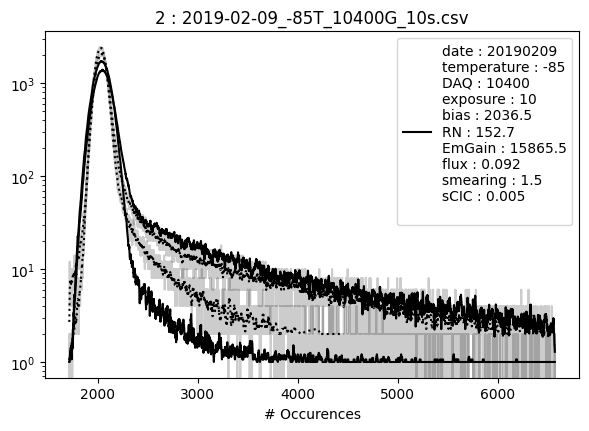 2 : 2019-02-09_-85T_10400G_10s.csv
date : 20190209
temperature : -85
DAQ : 10400
exposure : 10
bias : 2036.5
RN : 152.7
EmGain : 15865.5
flux : 0.092
smearing : 1.5
sCIC : 0.005
10³
10²
10¹
10⁰
2000 3000 4000 5000 6000
# Occurences